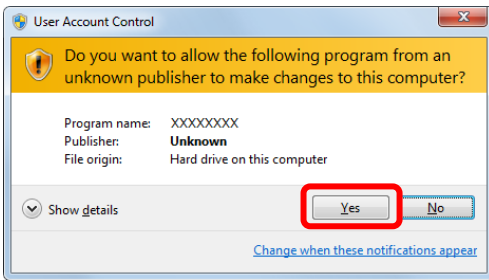 User Account Control
Do you want to allow the following program from an
unknown publisher to make changes to this computer?
Program name: XXXXXXXX
Publisher: Unknown
File origin: Hard drive on this computer
Show details Yes No
Change when these notifications appear